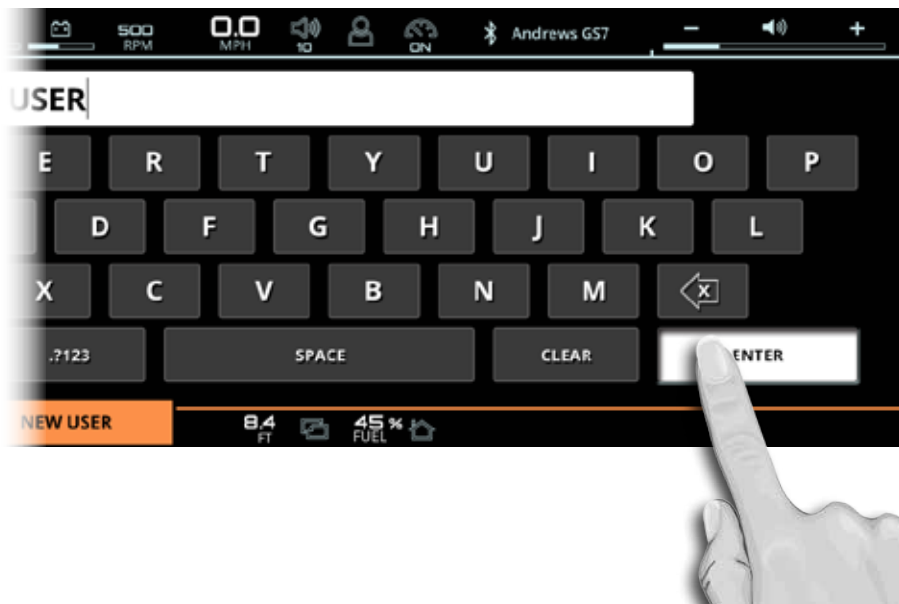 500 0.0 10 ON Andrews GS7 − +
RPM MPH
USER
E R T Y U I O P
D F G H J K L
X C V B N M X
.?123 SPACE CLEAR ENTER
NEW USER 8.4 45 %
FT FUEL